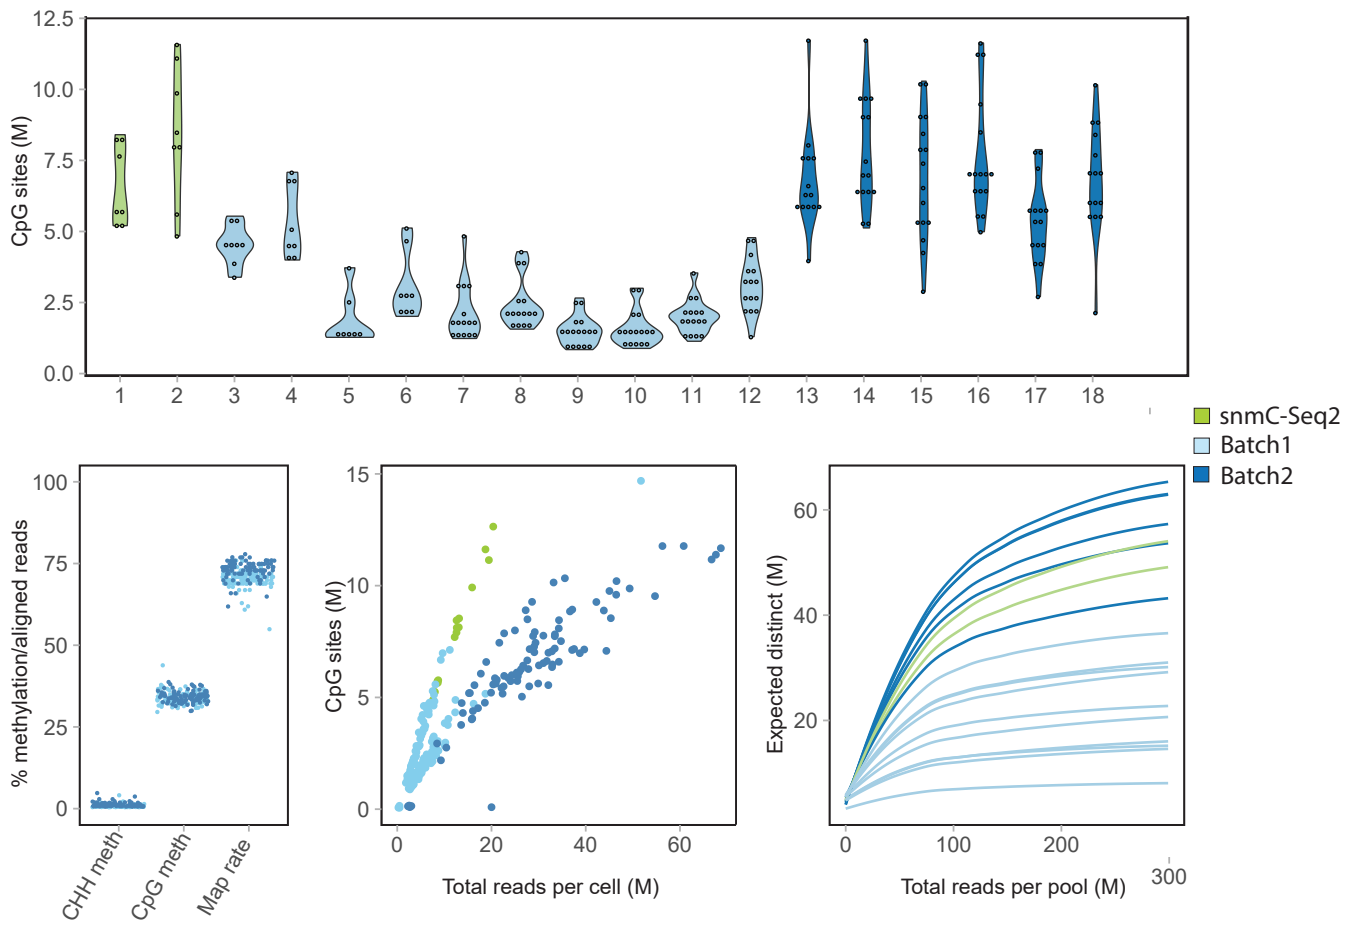 12.5
10.0
7.5
5.0
2.5
0.0
CpG sites (M)
1 2 3 4 5 6 7 8 9 10 11 12 13 14 15 16 17 18
snmC-Seq2
Batch1
Batch2
100
75
50
25
0
% methylation/aligned reads
CHH meth
CpG meth
Map rate
15
10
5
0
CpG sites (M)
0 20 40 60
Total reads per cell (M)
60
40
20
Expected distinct (M)
0 100 200 300
Total reads per pool (M)